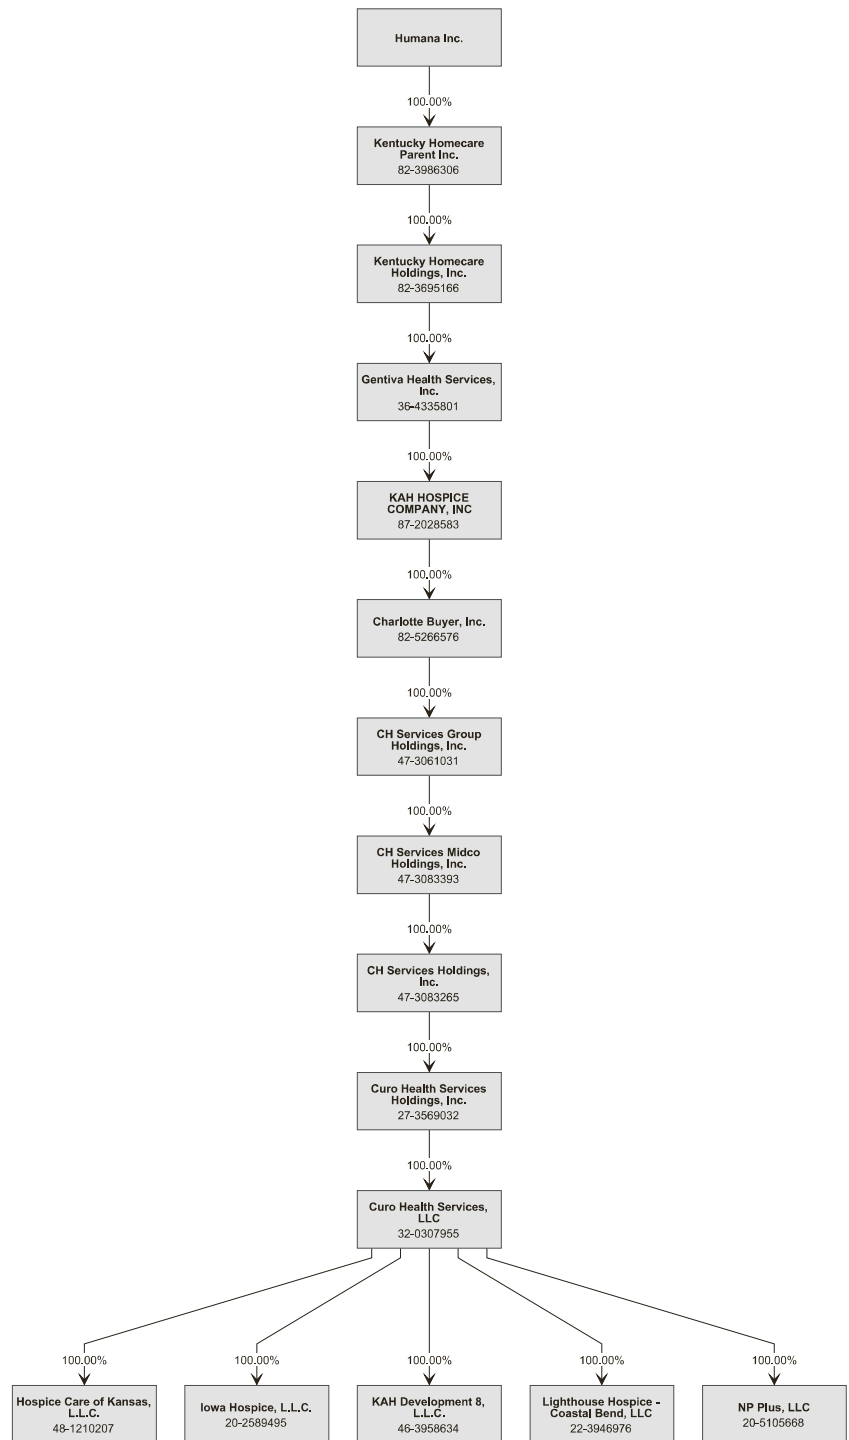 Humana Inc.
100.00%
Kentucky Homecare
Parent Inc.
82-3986306
100.00%
Kentucky Homecare
Holdings, Inc.
82-3695166
100.00%
Gentiva Health Services,
Inc.
36-4335801
100.00%
KAH HOSPICE
COMPANY, INC
87-2028583
100.00%
Charlotte Buyer, Inc.
82-5266576
100.00%
CH Services Group
Holdings, Inc.
47-3061031
100.00%
CH Services Midco
Holdings, Inc.
47-3083393
100.00%
CH Services Holdings,
Inc.
47-3083265
100.00%
Curo Health Services
Holdings, Inc.
27-3569032
100.00%
Curo Health Services,
LLC
32-0307955
100.00%
Hospice Care of Kansas,
L.L.C.
48-1210207
100.00%
Iowa Hospice, L.L.C.
20-2589495
100.00%
KAH Development 8,
L.L.C.
46-3958634
100.00%
Lighthouse Hospice -
Coastal Bend, LLC
22-3946976
100.00%
NP Plus, LLC
20-5105668